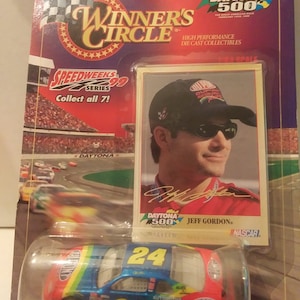 WINNER'S
CIRCLE
500
HIGH PERFORMANCE
DIE CAST COLLECTIBLES
SPEEDWEEKS 99
SERIES
Collect all 7!
DAYTONA
DAYTONA
500
JEFF GORDON
NASCAR
24